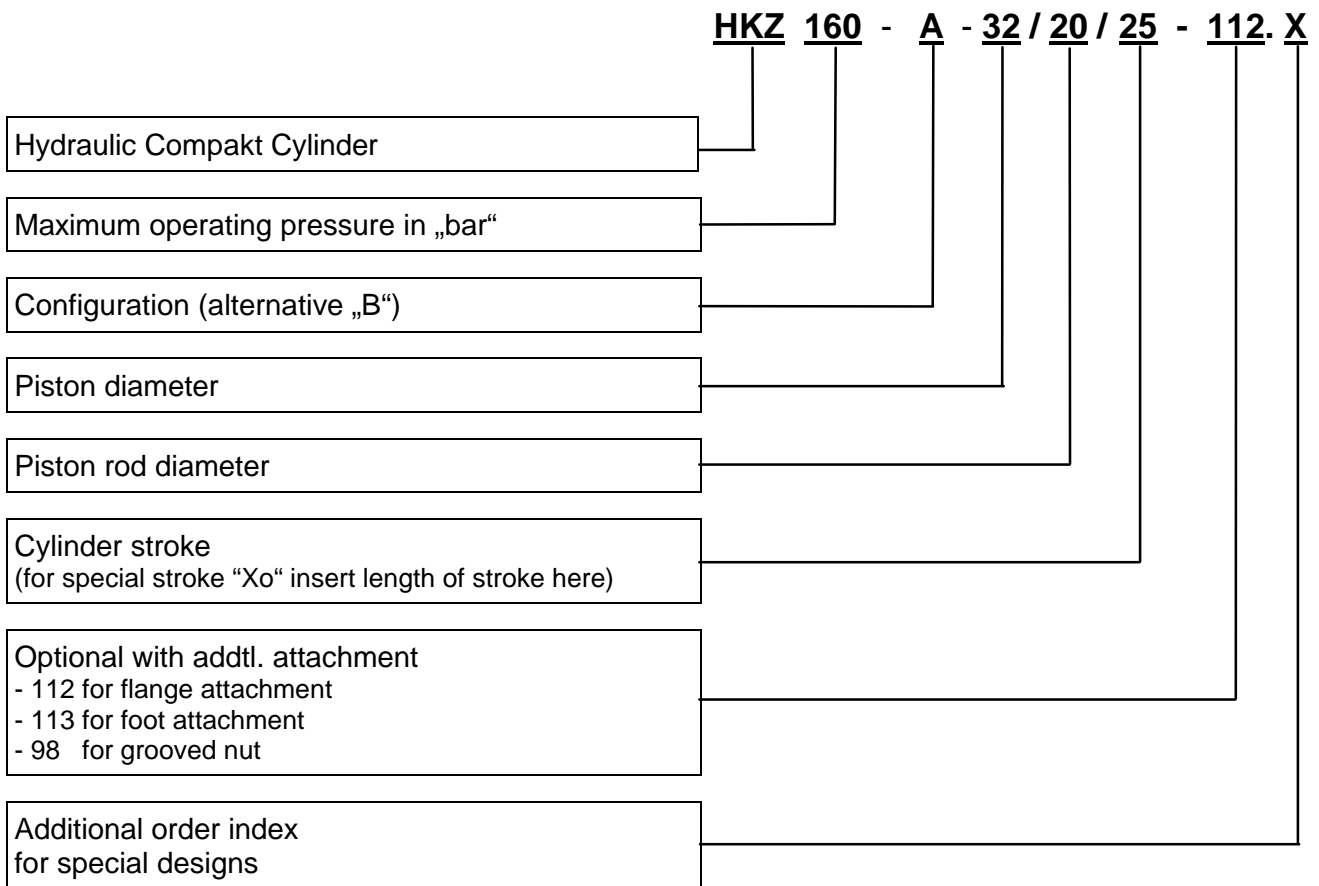 HKZ 160 - A - 32 / 20 / 25 - 112. X
Hydraulic Compakt Cylinder
Maximum operating pressure in „bar“
Configuration (alternative „B“)
Piston diameter
Piston rod diameter
Cylinder stroke
(for special stroke “Xo“ insert length of stroke here)
Optional with addtl. attachment
- 112 for flange attachment
- 113 for foot attachment
- 98 for grooved nut
Additional order index
for special designs